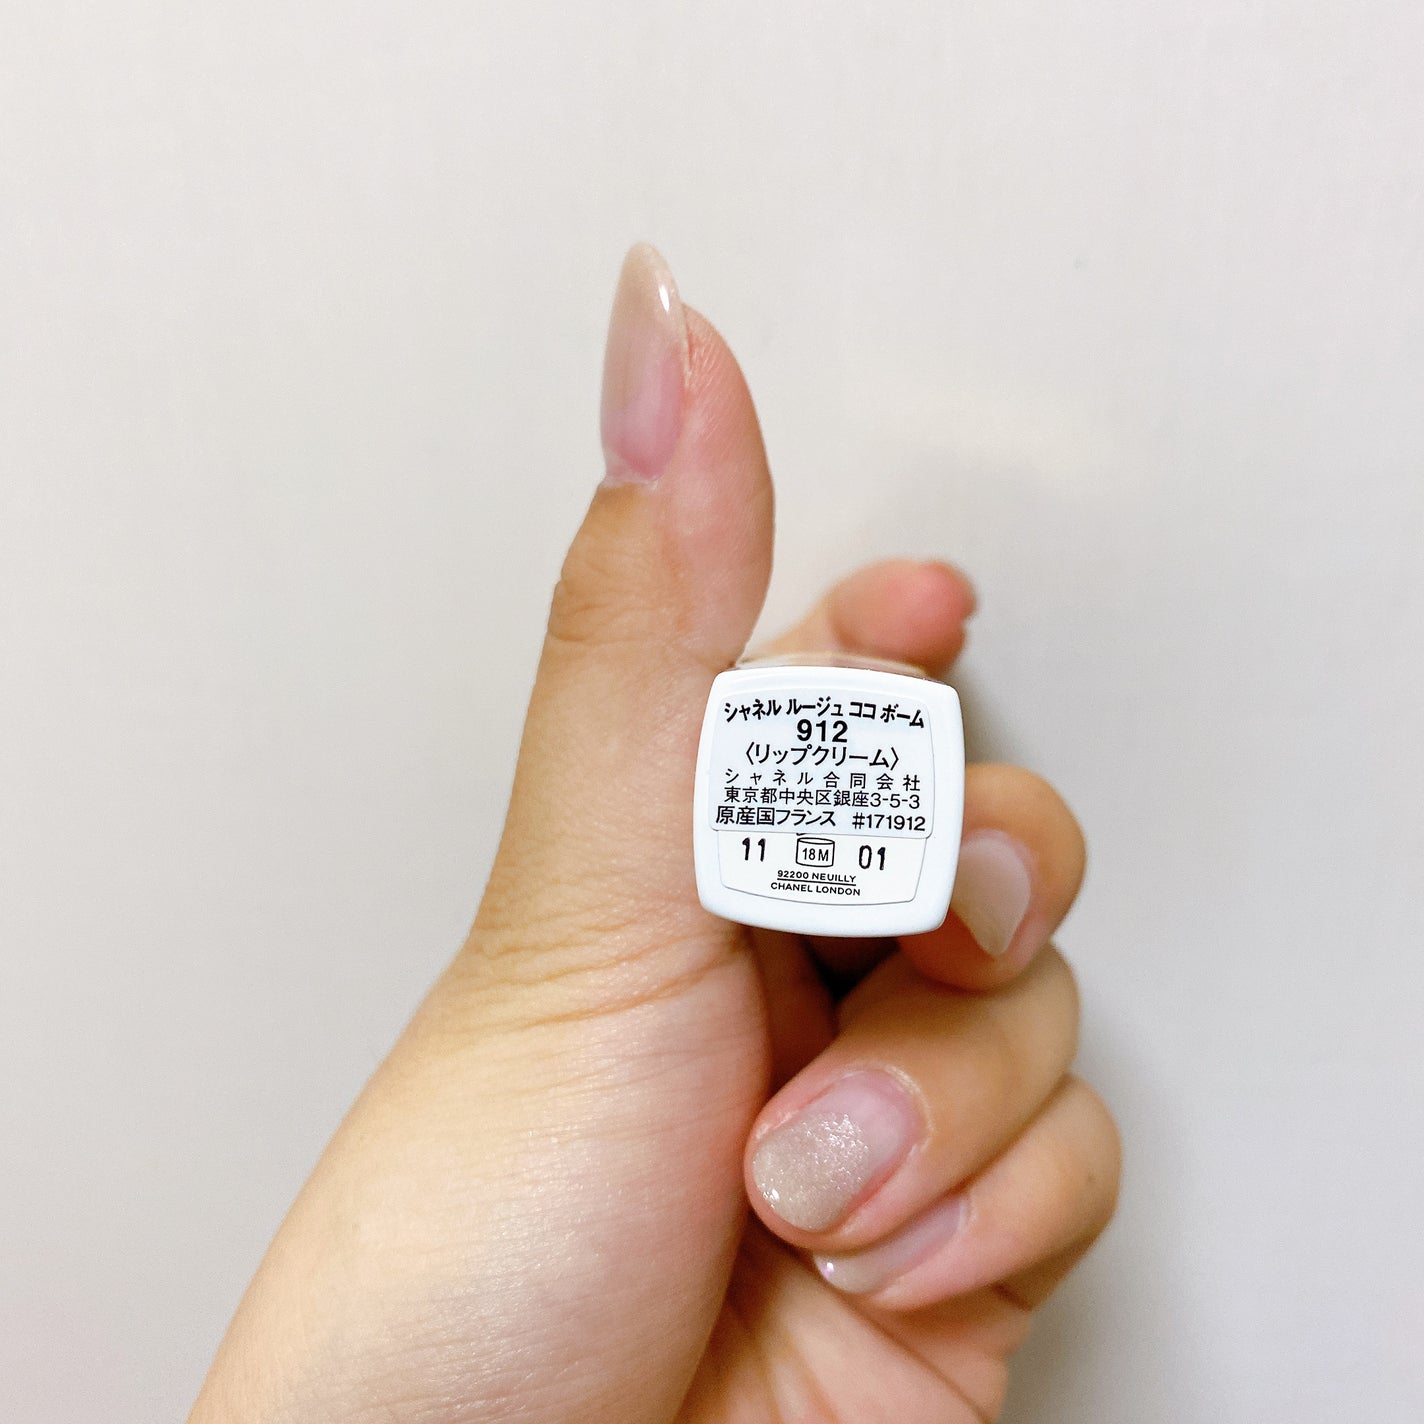 シャネル ルージュ ココ ボーム
912
〈リップクリーム〉
シャネル合同会社
東京都中央区銀座3-5-3
原産国フランス #171912
11 18M 01
92200 NEUILLY
CHANEL LONDON